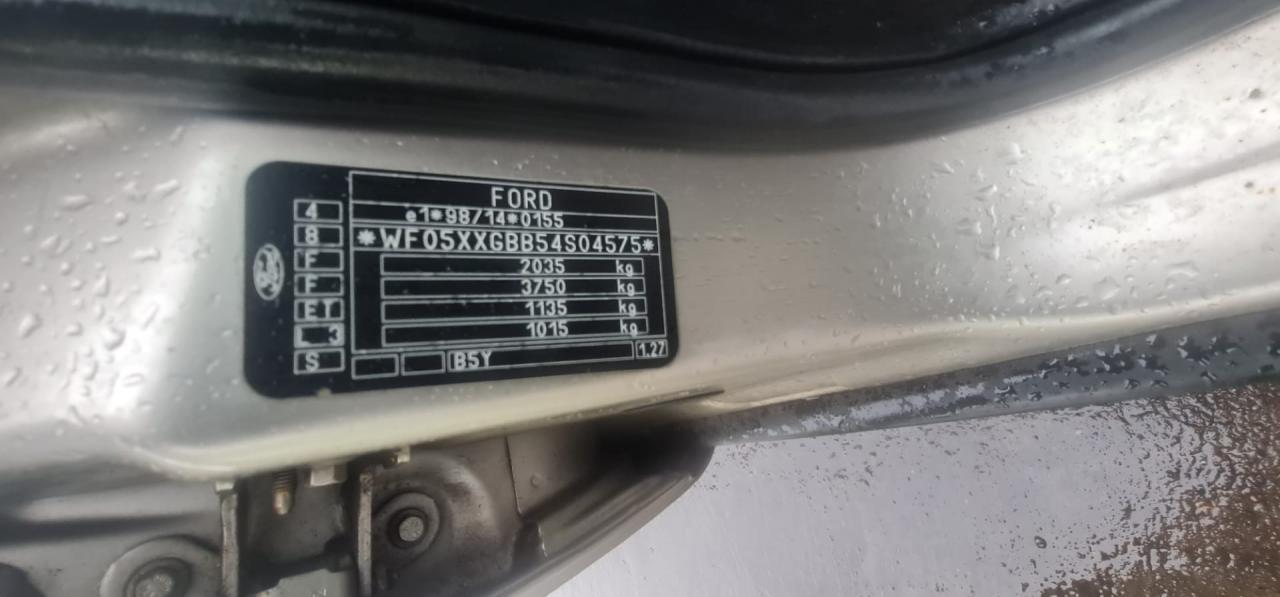 FORD
e1*98/14*0155
*WF05XXGBB54S04575*
4
8
F
F
ET
3
S
2035 kg
3750 kg
1135 kg
1015 kg
B5Y
1.27